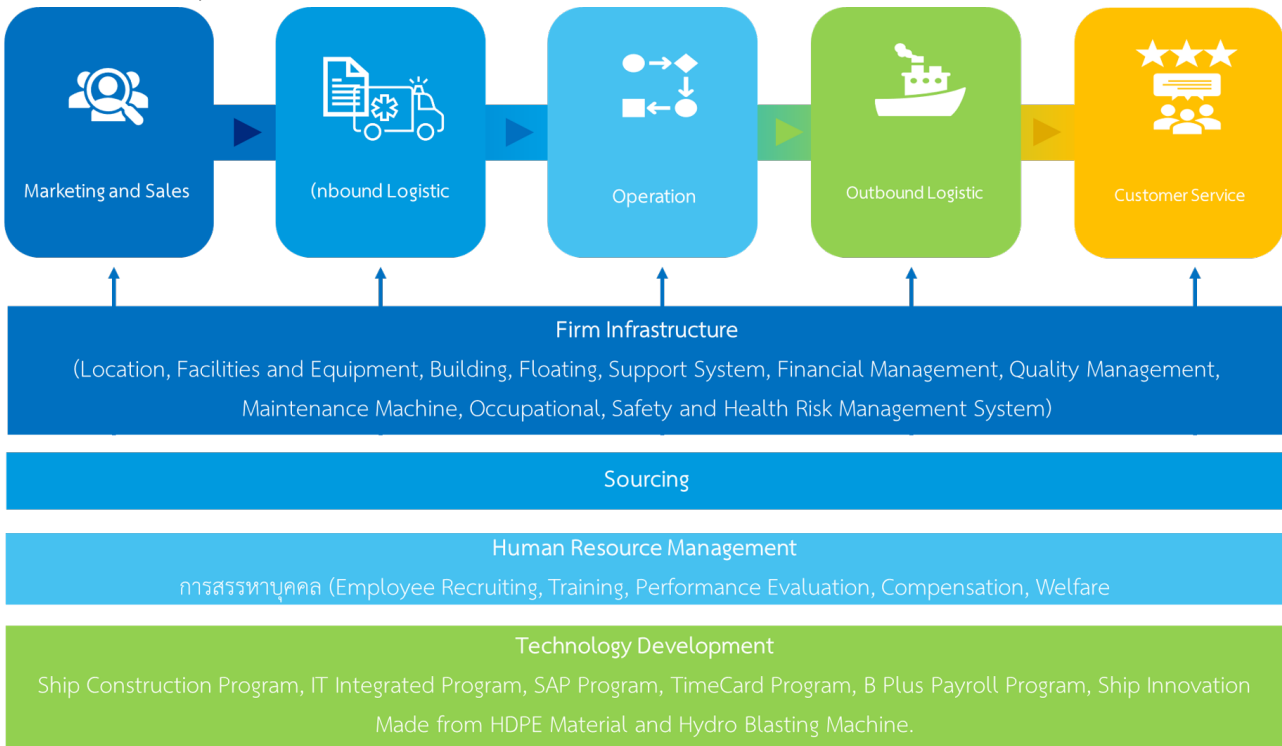 Marketing and Sales
(nbound Logistic
Operation
Outbound Logistic
Customer Service
Firm Infrastructure
(Location, Facilities and Equipment, Building, Floating, Support System, Financial Management, Quality Management,
Maintenance Machine, Occupational, Safety and Health Risk Management System)
Sourcing
Human Resource Management
การสรรหาบุคคล (Employee Recruiting, Training, Performance Evaluation, Compensation, Welfare
Technology Development
Ship Construction Program, IT Integrated Program, SAP Program, TimeCard Program, B Plus Payroll Program, Ship Innovation
Made from HDPE Material and Hydro Blasting Machine.